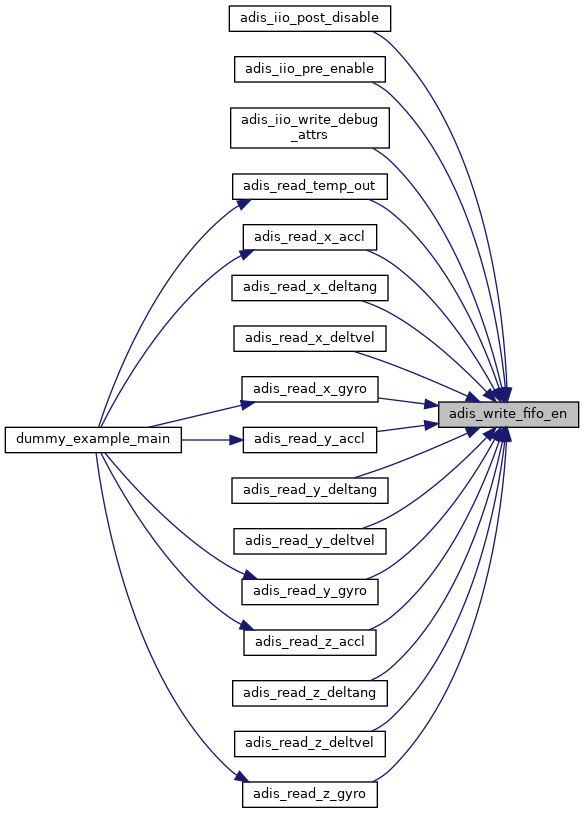 adis_iio_post_disable
adis_iio_pre_enable
adis_iio_write_debug
_attrs
adis_read_temp_out
adis_read_x_accl
adis_read_x_deltang
adis_read_x_deltvel
adis_read_x_gyro
adis_write_fifo_en
dummy_example_main
adis_read_y_accl
adis_read_y_deltang
adis_read_y_deltvel
adis_read_y_gyro
adis_read_z_accl
adis_read_z_deltang
adis_read_z_deltvel
adis_read_z_gyro